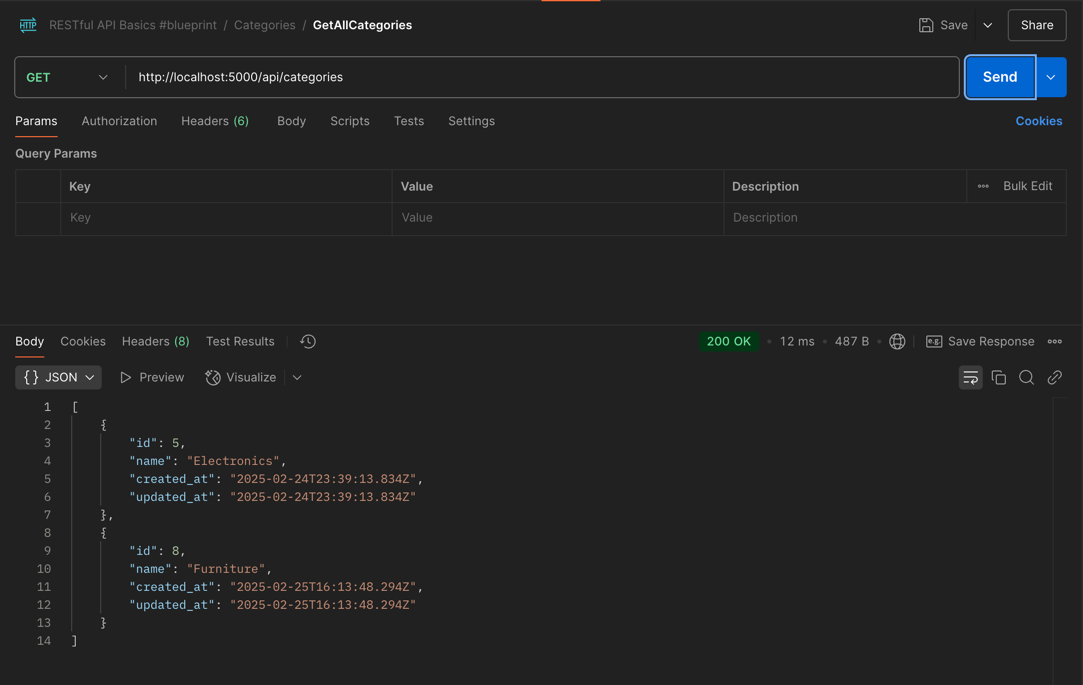 HTTP RESTful API Basics #blueprint / Categories / GetAllCategories Save Share
GET http://localhost:5000/api/categories Send
Params Authorization Headers (6) Body Scripts Tests Settings Cookies
Query Params
Key Value Description Bulk Edit
Key Value Description
Body Cookies Headers (8) Test Results 200 OK • 12 ms • 487 B e.g. Save Response
{} JSON Preview Visualize
1 [
2 {
3 "id": 5,
4 "name": "Electronics",
5 "created_at": "2025-02-24T23:39:13.834Z",
6 "updated_at": "2025-02-24T23:39:13.834Z"
7 },
8 {
9 "id": 8,
10 "name": "Furniture",
11 "created_at": "2025-02-25T16:13:48.294Z",
12 "updated_at": "2025-02-25T16:13:48.294Z"
13 }
14 ]